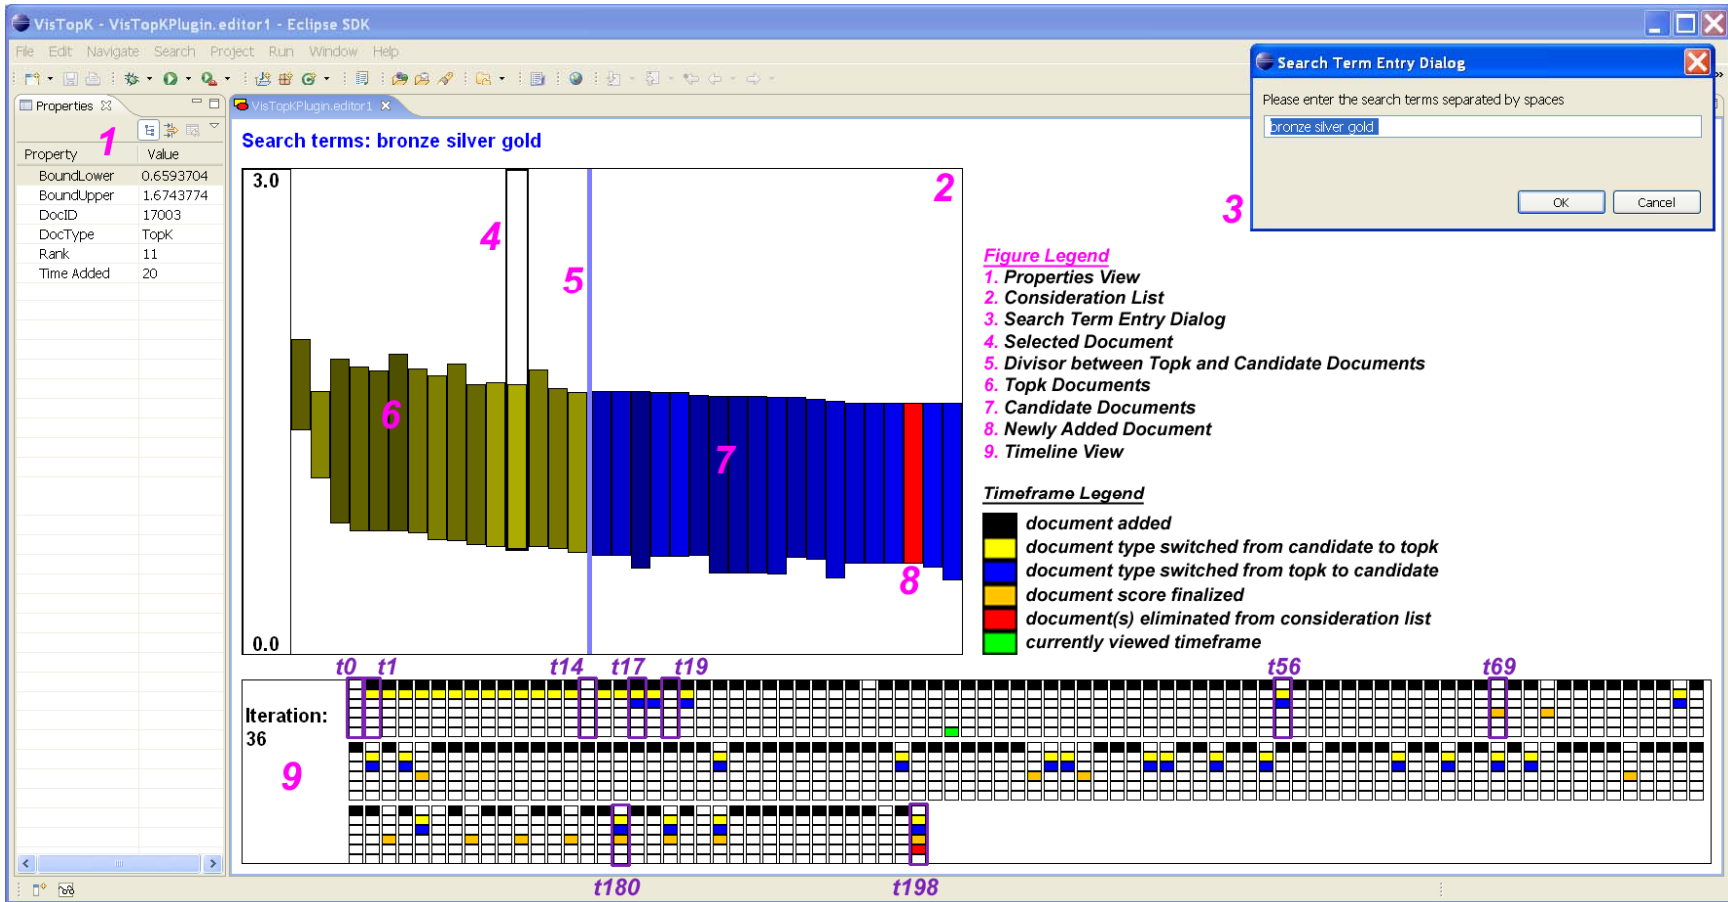 VisTopK - VisTopKPlugin.editor1 - Eclipse SDK
File Edit Navigate Search Project Run Window Help
Search Term Entry Dialog
Please enter the search terms separated by spaces
bronze silver gold
OK Cancel
3
Properties
1
Property Value
BoundLower 0.6593704
BoundUpper 1.6743774
DocID 17003
DocType TopK
Rank 11
Time Added 20
VisTopKPlugin.editor1
Search terms: bronze silver gold
3.0
2
4
5
6
7
8
0.0
Figure Legend
1. Properties View
2. Consideration List
3. Search Term Entry Dialog
4. Selected Document
5. Divisor between Topk and Candidate Documents
6. Topk Documents
7. Candidate Documents
8. Newly Added Document
9. Timeline View
Timeframe Legend
document added
document type switched from candidate to topk
document type switched from topk to candidate
document score finalized
document(s) eliminated from consideration list
currently viewed timeframe
t0 t1 t14 t17 t19 t56 t69
Iteration:
36
9
t180 t198